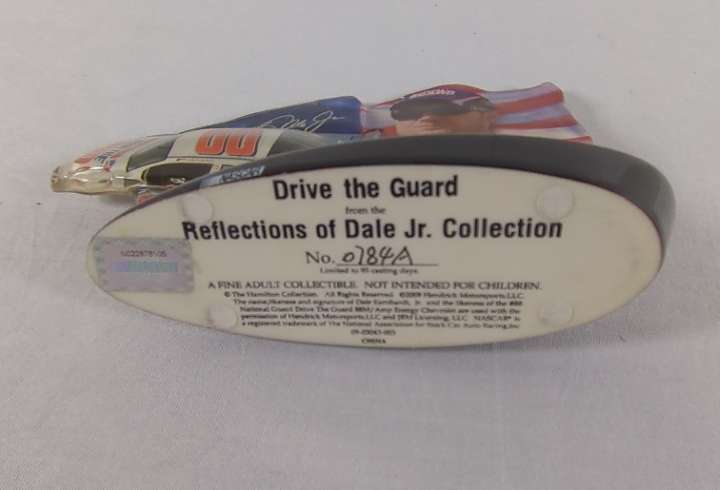 Dale Jr.
88
NASCAR
Drive the Guard
from the
Reflections of Dale Jr. Collection
No. 0784A
Limited to 95 casting days
A FINE ADULT COLLECTIBLE. NOT INTENDED FOR CHILDREN.
© The Hamilton Collection. All Rights Reserved. ©2009 Hendrick Motorsports, LLC.
The name, likeness and signature of Dale Earnhardt, Jr. and the likeness of the #88
National Guard Drive The Guard 88M/ Amp Energy Chevrolet are used with the
permission of Hendrick Motorsports, LLC and JRM Licensing, LLC. NASCAR® is
a registered trademark of The National Association for Stock Car Auto Racing, Inc
CHINA